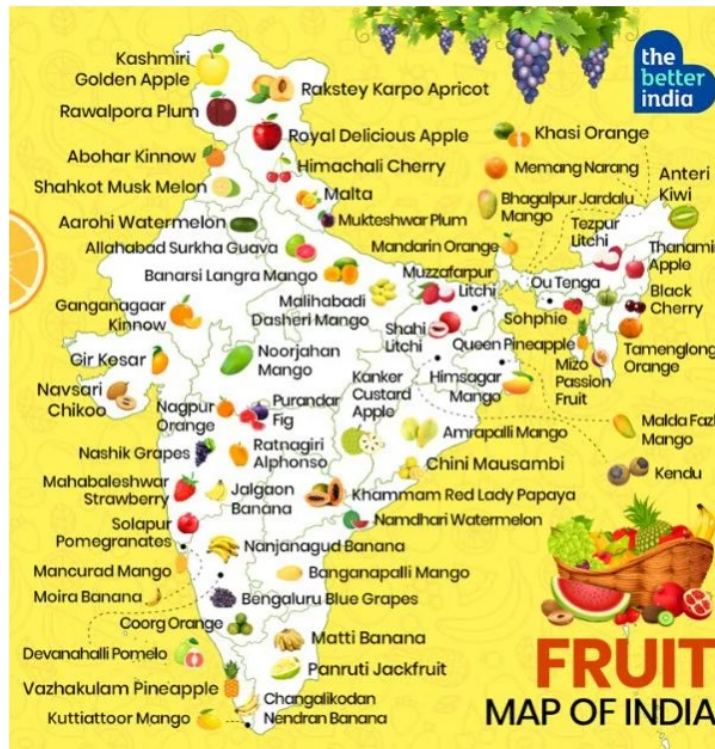 Kashmiri
Golden Apple
Rakstey Karpo Apricot
the
better
india
Rawalpora Plum
Royal Delicious Apple
Khasi Orange
Abohar Kinnow
Himachali Cherry
Memang Narang
Anteri
Kiwi
Shahkot Musk Melon
Malta
Bhagalpur Jardalu
Mango
Aarohi Watermelon
Mukteshwar Plum
Tezpur
Litchi
Allahabad Surkha Guava
Mandarin Orange
Thanamir
Apple
Banarsi Langra Mango
Muzzafarpur
Litchi
Ou Tenga
Black
Cherry
Malihabadi
Dasheri Mango
Ganganagaar
Kinnow
Shahi
Litchi
Sohphie
Queen Pineapple
Tamenglong
Orange
Gir Kesar
Noorjahan
Mango
Mizo
Passion
Fruit
Kanker
Custard
Apple
Himsagar
Mango
Navsari
Chikoo
Nagpur
Orange
Purandar
Fig
Amrapalli Mango
Malda Fazl
Mango
Nashik Grapes
Ratnagiri
Alphonso
Chini Mausambi
Kendu
Mahabaleshwar
Strawberry
Jalgaon
Banana
Khammam Red Lady Papaya
Solapur
Pomegranates
Namdhari Watermelon
Nanjanagud Banana
Mancurad Mango
Banganapalli Mango
Moira Banana
Bengaluru Blue Grapes
Coorg Orange
Matti Banana
Devanahalli Pomelo
Panruti Jackfruit
Vazhakulam Pineapple
Changalikodan
Nendran Banana
Kuttiattoor Mango
FRUIT
MAP OF INDIA